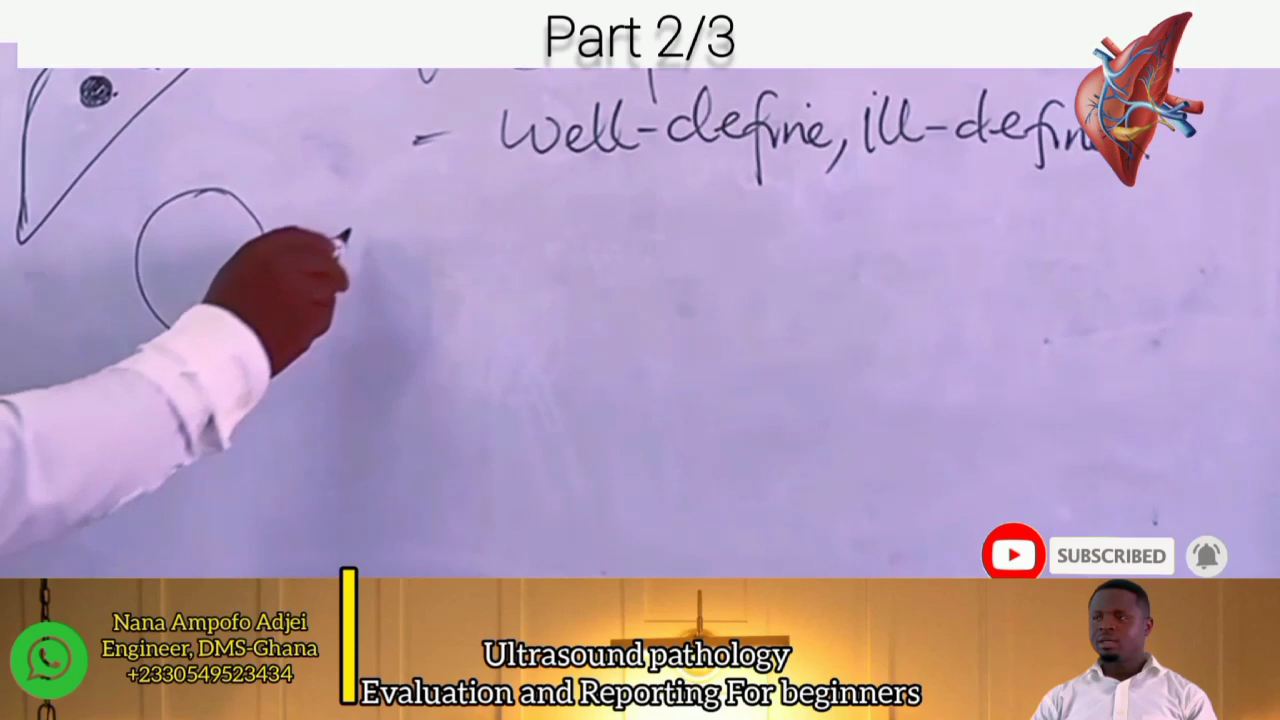 Part 2/3
- Well-define, ill-defin
SUBSCRIBED
Nana Ampofo Adjei
Engineer, DMS-Ghana
+2330549523434
Ultrasound pathology
Evaluation and Reporting For beginners